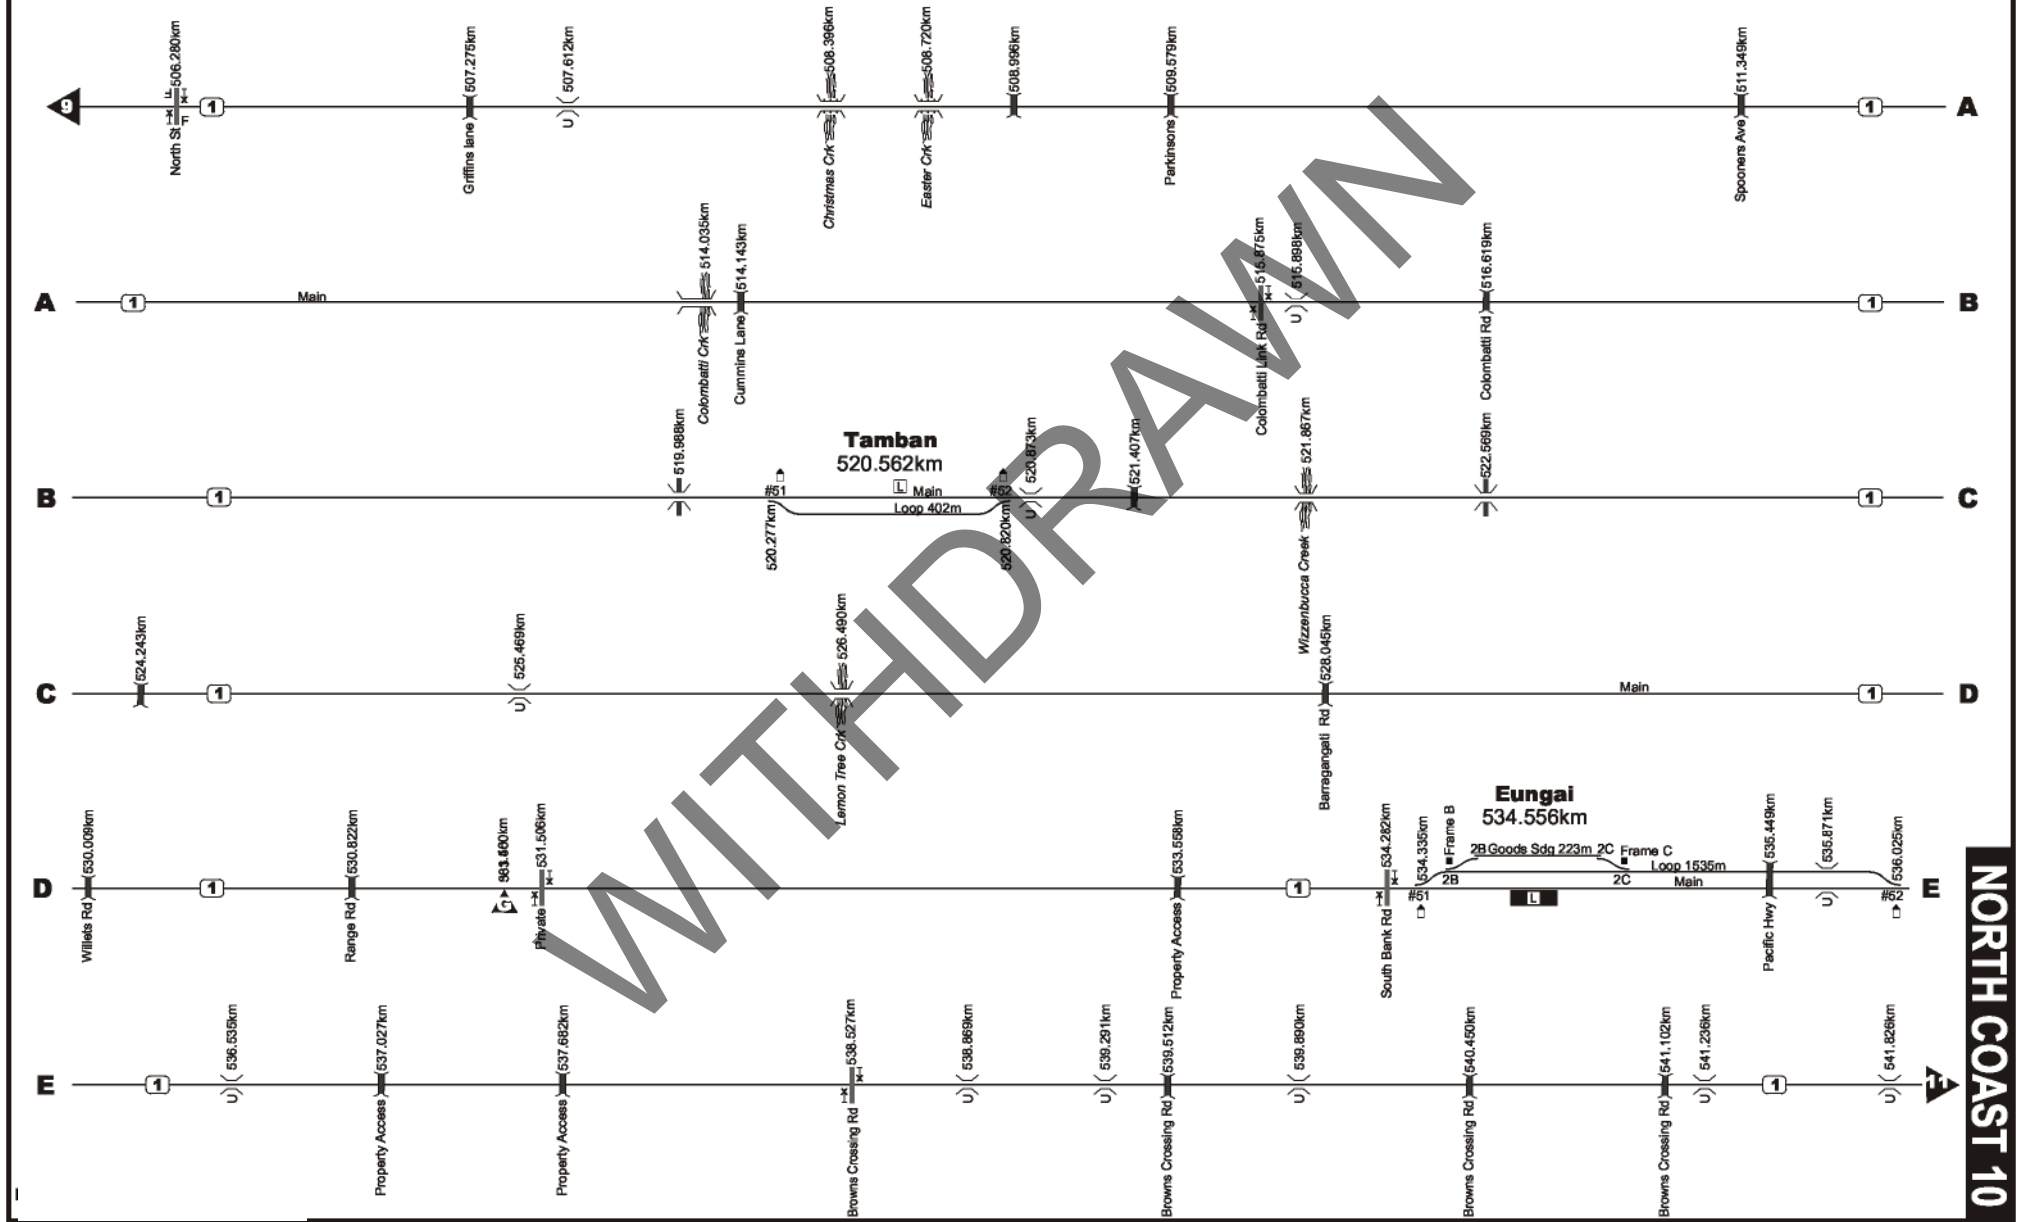 9
North St
F
F
506.280km
1
Griffins lane
507.275km
U
507.612km
Christmas Crk
508.396km
Easter Crk
508.720km
508.996km
Parkinsons
509.579km
Spooners Ave
511.349km
1
A
A
1
Main
Colombatti Crk
514.035km
Cummins Lane
514.143km
Colombatti Link Rd
515.875km
U
515.898km
Colombatti Rd
516.619km
1
B
B
1
519.988km
Tamban
520.562km
#51
520.277km
L
Main
Loop 402m
#52
520.820km
U
520.873km
521.407km
Wizzenbucca Creek
521.867km
522.569km
1
C
C
524.243km
1
U
525.469km
Lemon Tree Crk
526.490km
Barragangati Rd
528.045km
Main
1
D
D
Willets Rd
530.009km
1
Range Rd
530.822km
G
Private
531.506km
Property Access
533.558km
1
South Bank Rd
534.282km
Eungai
534.556km
#51
534.335km
Frame B
2B
2B Goods Sdg 223m 2C
Frame C
2C
Loop 1535m
Main
L
Pacific Hwy
535.449km
U
535.871km
#52
536.025km
E
E
1
U
536.535km
Property Access
537.027km
Property Access
537.682km
Browns Crossing Rd
538.527km
U
538.869km
U
539.291km
Browns Crossing Rd
539.512km
U
539.890km
Browns Crossing Rd
540.450km
Browns Crossing Rd
541.102km
U
541.236km
1
U
541.826km
11
NORTH COAST 10
WITHDRAWN